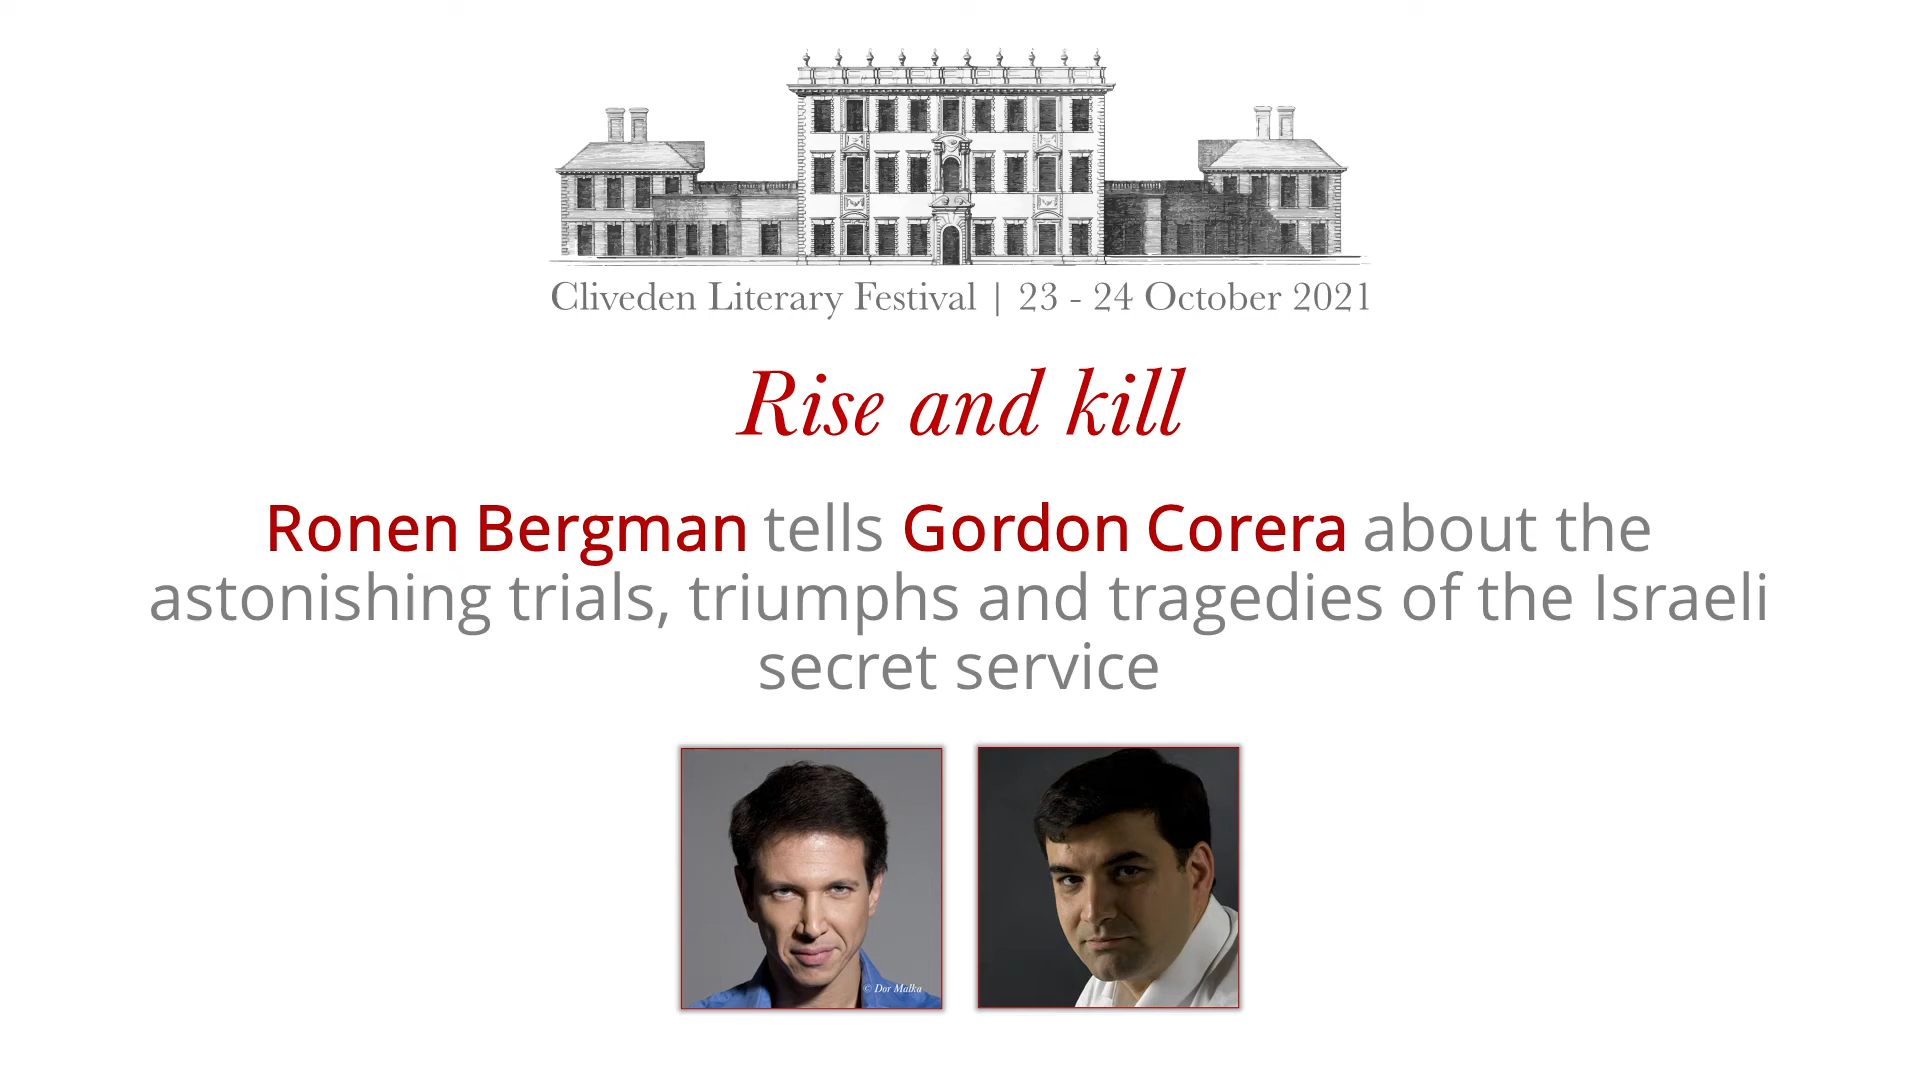 Cliveden Literary Festival | 23 - 24 October 2021
Rise and kill
Ronen Bergman tells Gordon Corera about the
astonishing trials, triumphs and tragedies of the Israeli
secret service
© Dor Malka